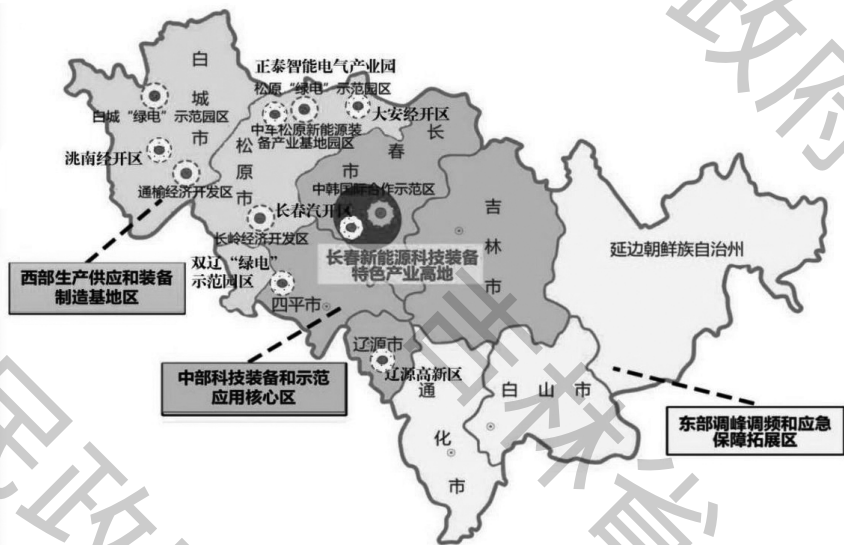 白城市
正泰智能电气产业园
松原“绿电”示范园区
白城“绿电”示范园区
大安经开区
中车松原新能源装
备产业基地园区
长春市
洮南经开区
松原市
通榆经济开发区
中韩国际合作示范区
吉林市
长春汽开区
长岭经济开发区
延边朝鲜族自治州
长春新能源科技装备
特色产业高地
双辽“绿电”
示范园区
西部生产供应和装备
制造基地区
四平市
辽源市
辽源高新区
中部科技装备和示范
应用核心区
通化市
白山市
东部调峰调频和应急
保障拓展区
民政府
吉林省
民政府